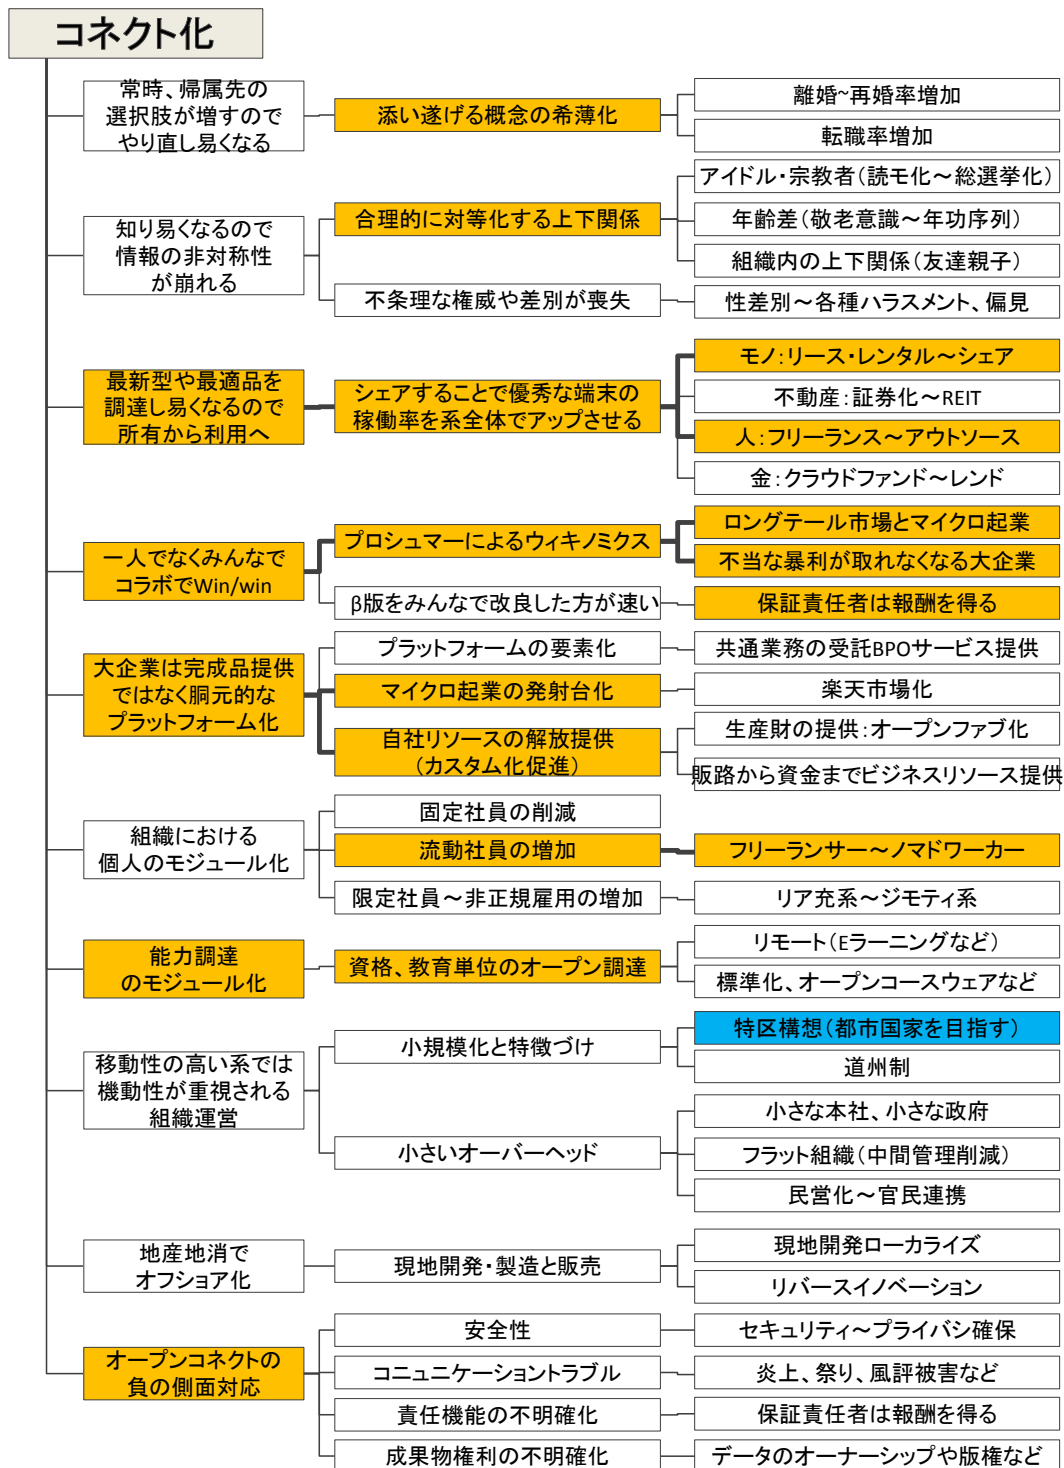 コネクト化
常時、帰属先の
選択肢が増すので
やり直し易くなる
添い遂げる概念の希薄化
離婚~再婚率増加
転職率増加
知り易くなるので
情報の非対称性
が崩れる
合理的に対等化する上下関係
アイドル・宗教者（読モ化～総選挙化）
年齢差（敬老意識～年功序列）
組織内の上下関係（友達親子）
不条理な権威や差別が喪失
性差別～各種ハラスメント、偏見
最新型や最適品を
調達し易くなるので
所有から利用へ
シェアすることで優秀な端末の
稼働率を系全体でアップさせる
モノ：リース・レンタル～シェア
不動産：証券化～REIT
人：フリーランス～アウトソース
金：クラウドファンド～レンド
一人でなくみんなで
コラボでWin/win
プロシュマーによるウィキノミクス
ロングテール市場とマイクロ起業
不当な暴利が取れなくなる大企業
β版をみんなで改良した方が速い
保証責任者は報酬を得る
大企業は完成品提供
ではなく胴元的な
プラットフォーム化
プラットフォームの要素化
共通業務の受託BPOサービス提供
マイクロ起業の発射台化
楽天市場化
自社リソースの解放提供
（カスタム化促進）
生産財の提供：オープンファブ化
販路から資金までビジネスリソース提供
組織における
個人のモジュール化
固定社員の削減
流動社員の増加
フリーランサー～ノマドワーカー
限定社員～非正規雇用の増加
リア充系～ジモティ系
能力調達
のモジュール化
資格、教育単位のオープン調達
リモート（Eラーニングなど）
標準化、オープンコースウェアなど
移動性の高い系では
機動性が重視される
組織運営
小規模化と特徴づけ
特区構想（都市国家を目指す）
道州制
小さいオーバーヘッド
小さな本社、小さな政府
フラット組織（中間管理削減）
民営化～官民連携
地産地消で
オフショア化
現地開発・製造と販売
現地開発ローカライズ
リバースイノベーション
オープンコネクトの
負の側面対応
安全性
セキュリティ～プライバシ確保
コニュニケーショントラブル
炎上、祭り、風評被害など
責任機能の不明確化
保証責任者は報酬を得る
成果物権利の不明確化
データのオーナーシップや版権など